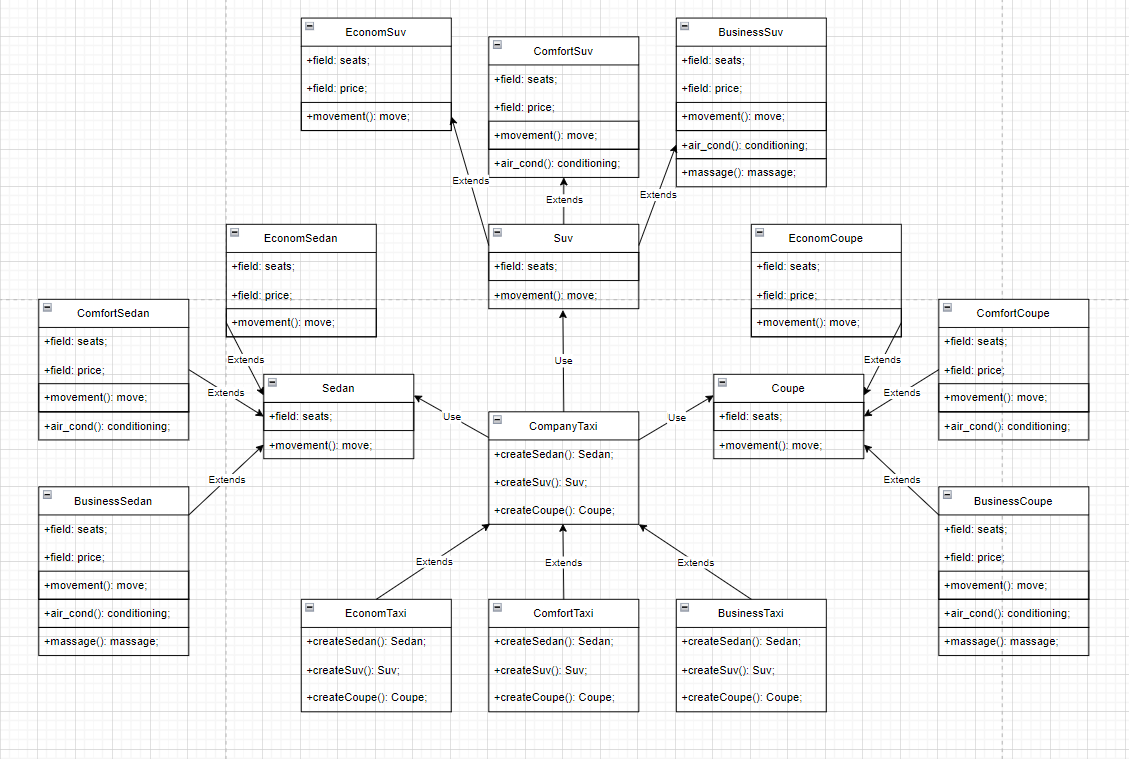 EconomSuv
+field: seats;
+field: price;
+movement(): move;
ComfortSuv
+field: seats;
+field: price;
+movement(): move;
+air_cond(): conditioning;
BusinessSuv
+field: seats;
+field: price;
+movement(): move;
+air_cond(): conditioning;
+massage(): massage;
Extends
Extends
Extends
EconomSedan
+field: seats;
+field: price;
+movement(): move;
Suv
+field: seats;
+movement(): move;
EconomCoupe
+field: seats;
+field: price;
+movement(): move;
ComfortSedan
+field: seats;
+field: price;
+movement(): move;
+air_cond(): conditioning;
ComfortCoupe
+field: seats;
+field: price;
+movement(): move;
+air_cond(): conditioning;
Extends
Extends
Use
Extends
Extends
Sedan
+field: seats;
+movement(): move;
Use
CompanyTaxi
+createSedan(): Sedan;
+createSuv(): Suv;
+createCoupe(): Coupe;
Use
Coupe
+field: seats;
+movement(): move;
Extends
Extends
BusinessSedan
+field: seats;
+field: price;
+movement(): move;
+air_cond(): conditioning;
+massage(): massage;
BusinessCoupe
+field: seats;
+field: price;
+movement(): move;
+air_cond(): conditioning;
+massage(): massage;
Extends
Extends
Extends
EconomTaxi
+createSedan(): Sedan;
+createSuv(): Suv;
+createCoupe(): Coupe;
ComfortTaxi
+createSedan(): Sedan;
+createSuv(): Suv;
+createCoupe(): Coupe;
BusinessTaxi
+createSedan(): Sedan;
+createSuv(): Suv;
+createCoupe(): Coupe;